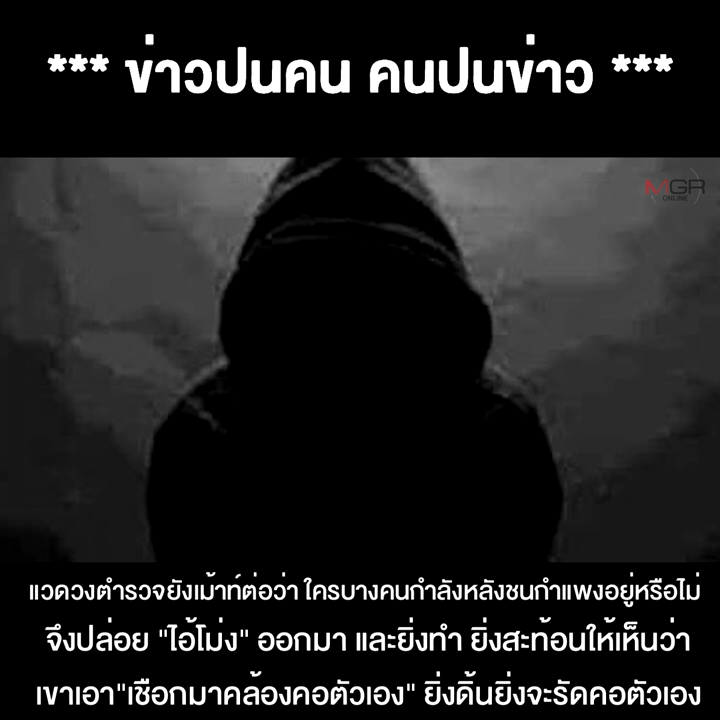 *** ข่าวปนคน คนปนข่าว ***
MGR
ONLINE
แวดวงตำรวจยังเม้าท์ต่อว่า ใครบางคนกำลังหลังชนกำแพงอยู่หรือไม่
จึงปล่อย "ไอ้โม่ง" ออกมา และยิ่งทำ ยิ่งสะท้อนให้เห็นว่า
เขาเอา"เชือกมาคล้องคอตัวเอง" ยิ่งดิ้นยิ่งจะรัดคอตัวเอง